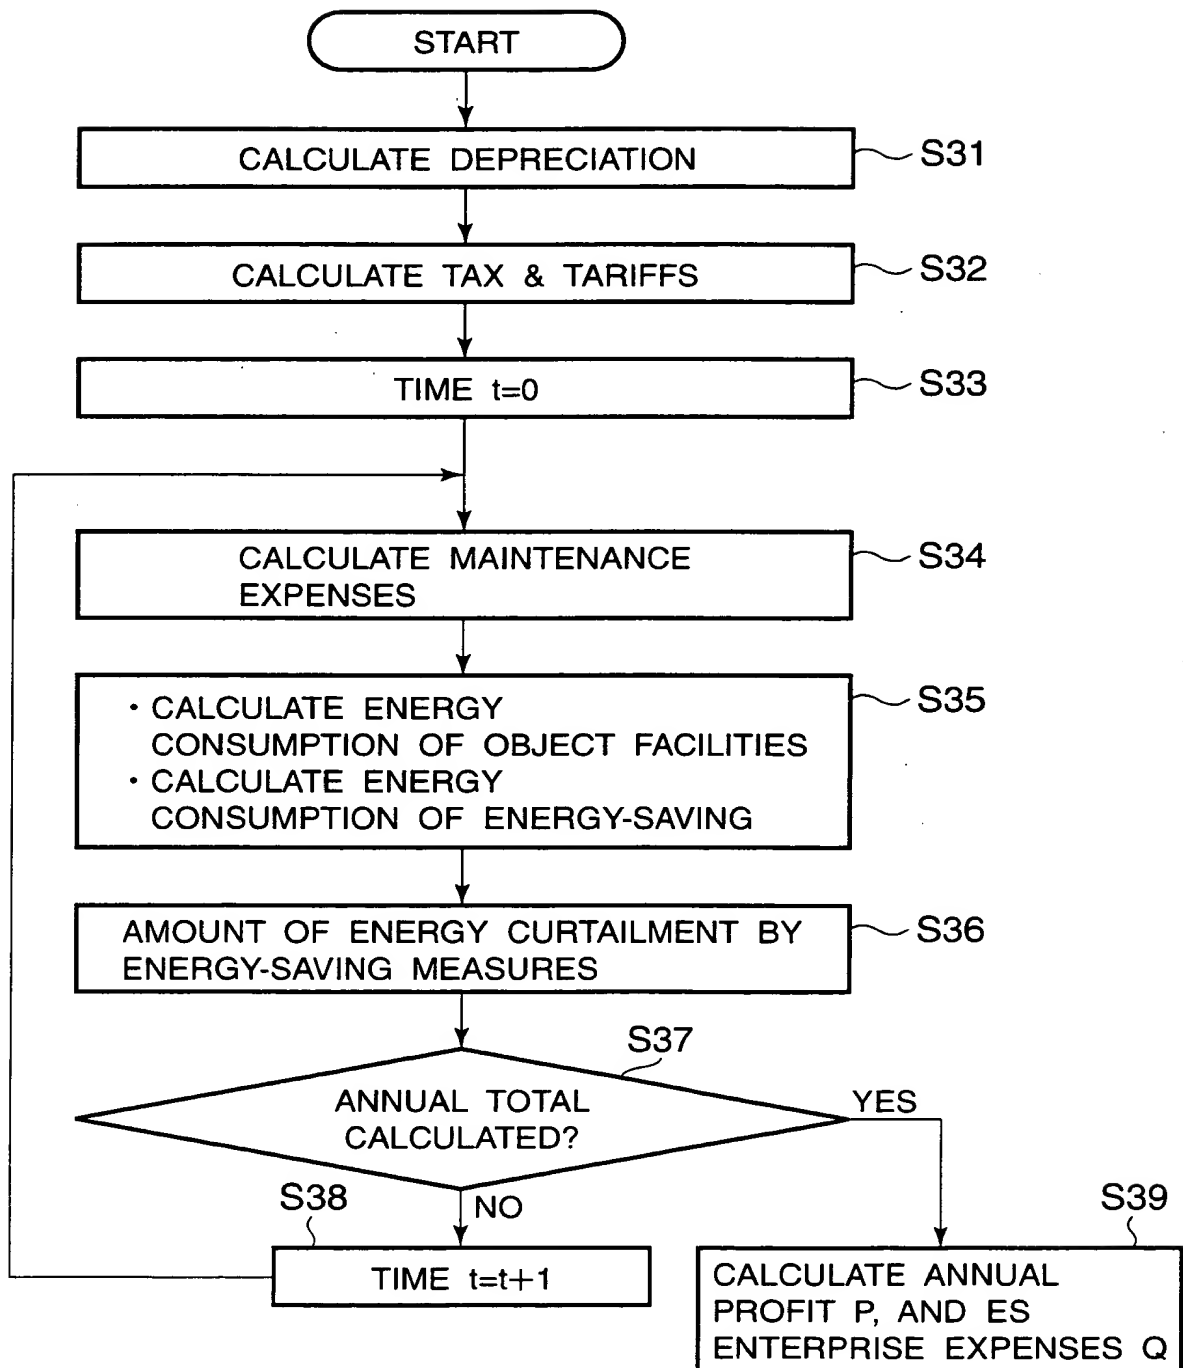 START
CALCULATE DEPRECIATION
S31
CALCULATE TAX & TARIFFS
S32
TIME t=0
S33
CALCULATE MAINTENANCE
EXPENSES
S34
・CALCULATE ENERGY
CONSUMPTION OF OBJECT FACILITIES
・CALCULATE ENERGY
CONSUMPTION OF ENERGY-SAVING
S35
AMOUNT OF ENERGY CURTAILMENT BY
ENERGY-SAVING MEASURES
S36
S37
ANNUAL TOTAL
CALCULATED?
YES
NO
S38
TIME t=t+1
S39
CALCULATE ANNUAL
PROFIT P, AND ES
ENTERPRISE EXPENSES Q